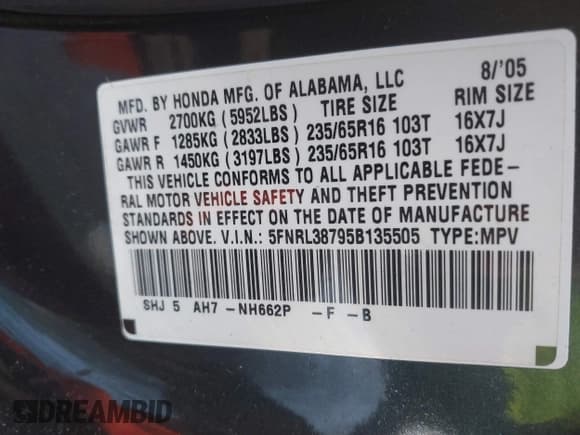 MFD. BY HONDA MFG. OF ALABAMA, LLC 8/'05
GVWR 2700KG (5952LBS) TIRE SIZE RIM SIZE
GAWR F 1285KG (2833LBS) 235/65R16 103T 16X7J
GAWR R 1450KG (3197LBS) 235/65R16 103T 16X7J
THIS VEHICLE CONFORMS TO ALL APPLICABLE FEDE-
RAL MOTOR VEHICLE SAFETY AND THEFT PREVENTION
STANDARDS IN EFFECT ON THE DATE OF MANUFACTURE
SHOWN ABOVE. V.I.N.: 5FNRL38795B135505 TYPE:MPV
SHJ 5 AH7 -NH662P -F -B
DREAMBID